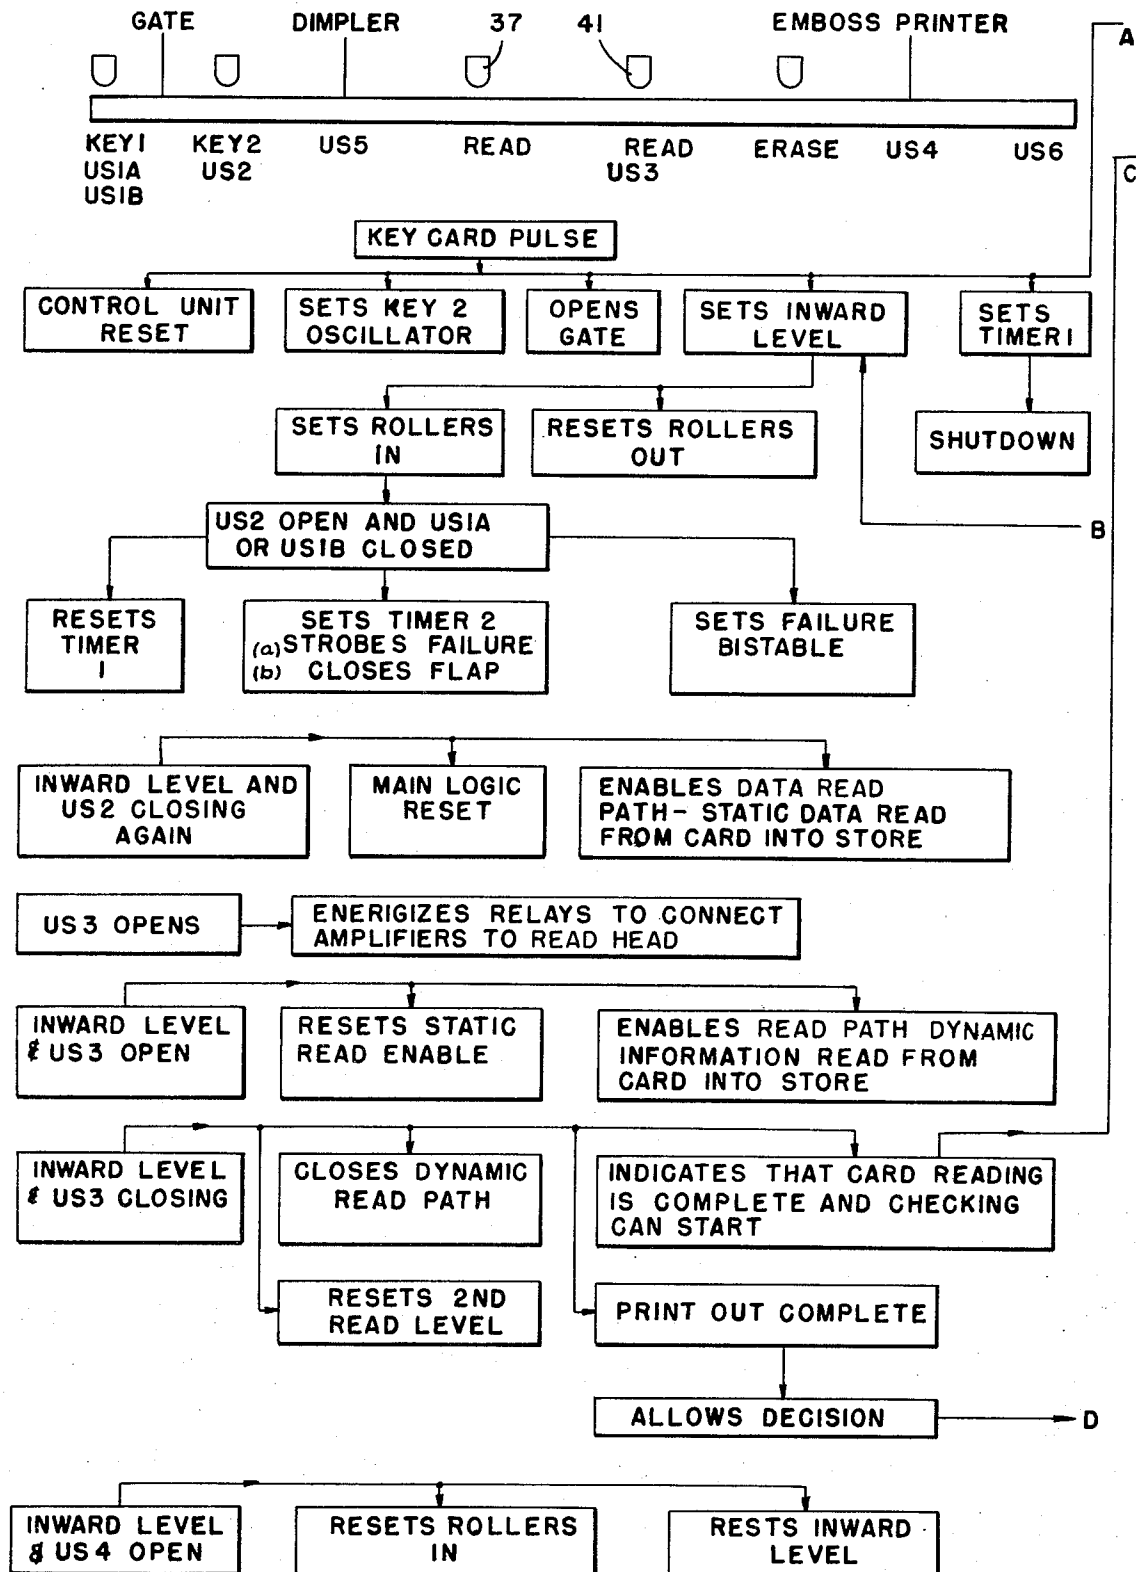 GATE DIMPLER 37 41 EMBOSS PRINTER
A
KEY1 KEY2 US5 READ READ ERASE US4 US6
US1A US2 US3
US1B
C
KEY CARD PULSE
CONTROL UNIT
RESET
SETS KEY 2
OSCILLATOR
OPENS
GATE
SETS INWARD
LEVEL
SETS
TIMER1
SETS ROLLERS
IN
RESETS ROLLERS
OUT
SHUTDOWN
B
US2 OPEN AND US1A
OR US1B CLOSED
RESETS
TIMER
1
SETS TIMER 2
(a) STROBES FAILURE
(b) CLOSES FLAP
SETS FAILURE
BISTABLE
INWARD LEVEL AND
US2 CLOSING
AGAIN
MAIN LOGIC
RESET
ENABLES DATA READ
PATH- STATIC DATA READ
FROM CARD INTO STORE
US3 OPENS
ENERIGIZES RELAYS TO CONNECT
AMPLIFIERS TO READ HEAD
INWARD LEVEL
& US3 OPEN
RESETS STATIC
READ ENABLE
ENABLES READ PATH DYNAMIC
INFORMATION READ FROM
CARD INTO STORE
INWARD LEVEL
& US3 CLOSING
CLOSES DYNAMIC
READ PATH
INDICATES THAT CARD READING
IS COMPLETE AND CHECKING
CAN START
RESETS 2ND
READ LEVEL
PRINT OUT COMPLETE
ALLOWS DECISION
D
INWARD LEVEL
& US4 OPEN
RESETS ROLLERS
IN
RESTS INWARD
LEVEL